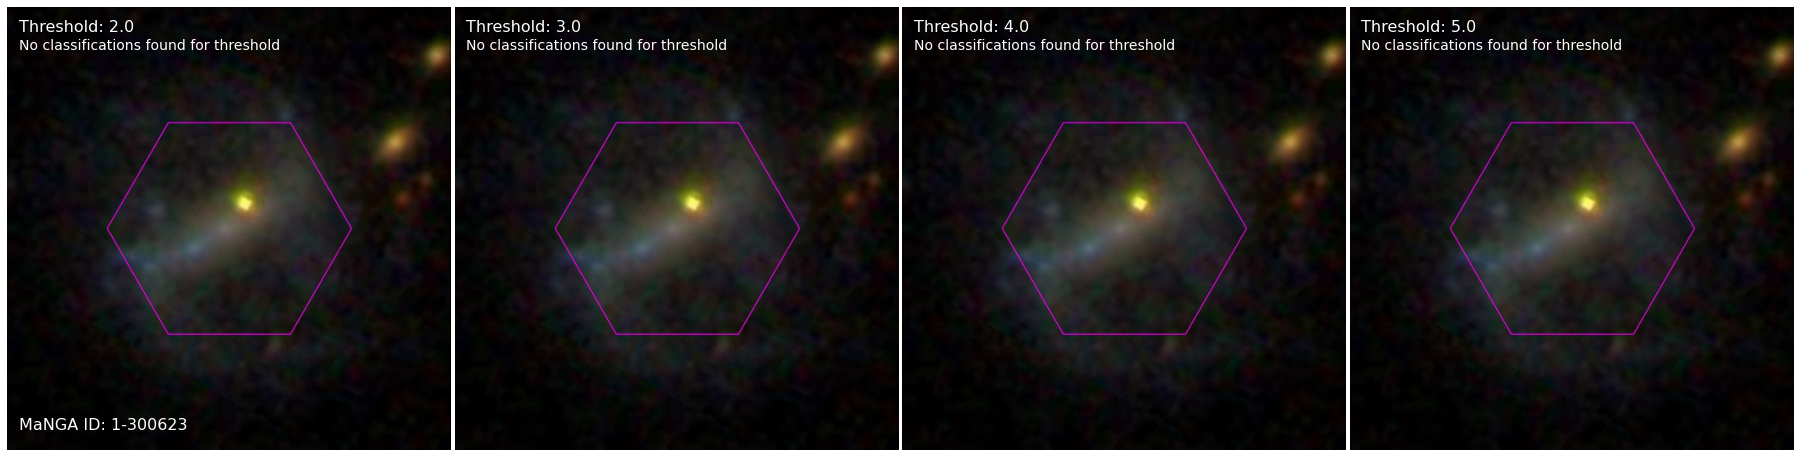 Threshold: 2.0
No classifications found for threshold
MaNGA ID: 1-300623
Threshold: 3.0
No classifications found for threshold
Threshold: 4.0
No classifications found for threshold
Threshold: 5.0
No classifications found for threshold